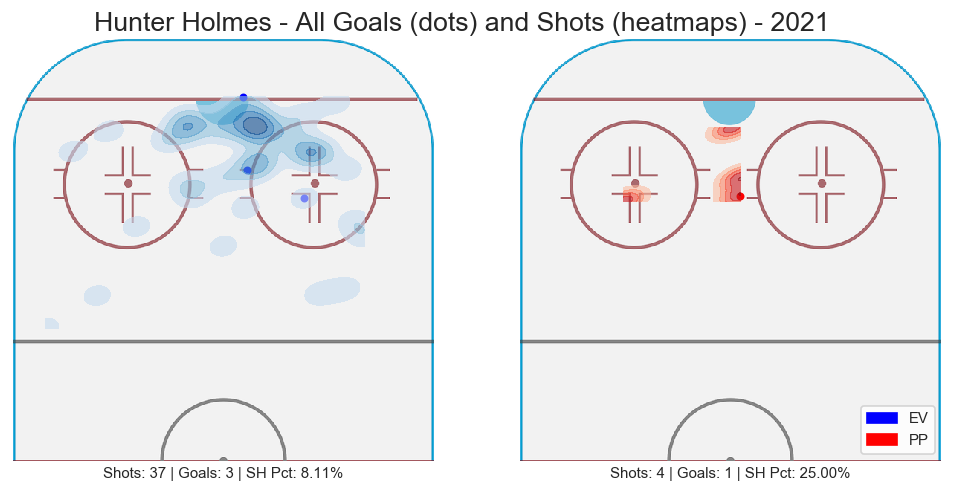 Hunter Holmes - All Goals (dots) and Shots (heatmaps) - 2021
EV
PP
Shots: 37 | Goals: 3 | SH Pct: 8.11%
Shots: 4 | Goals: 1 | SH Pct: 25.00%